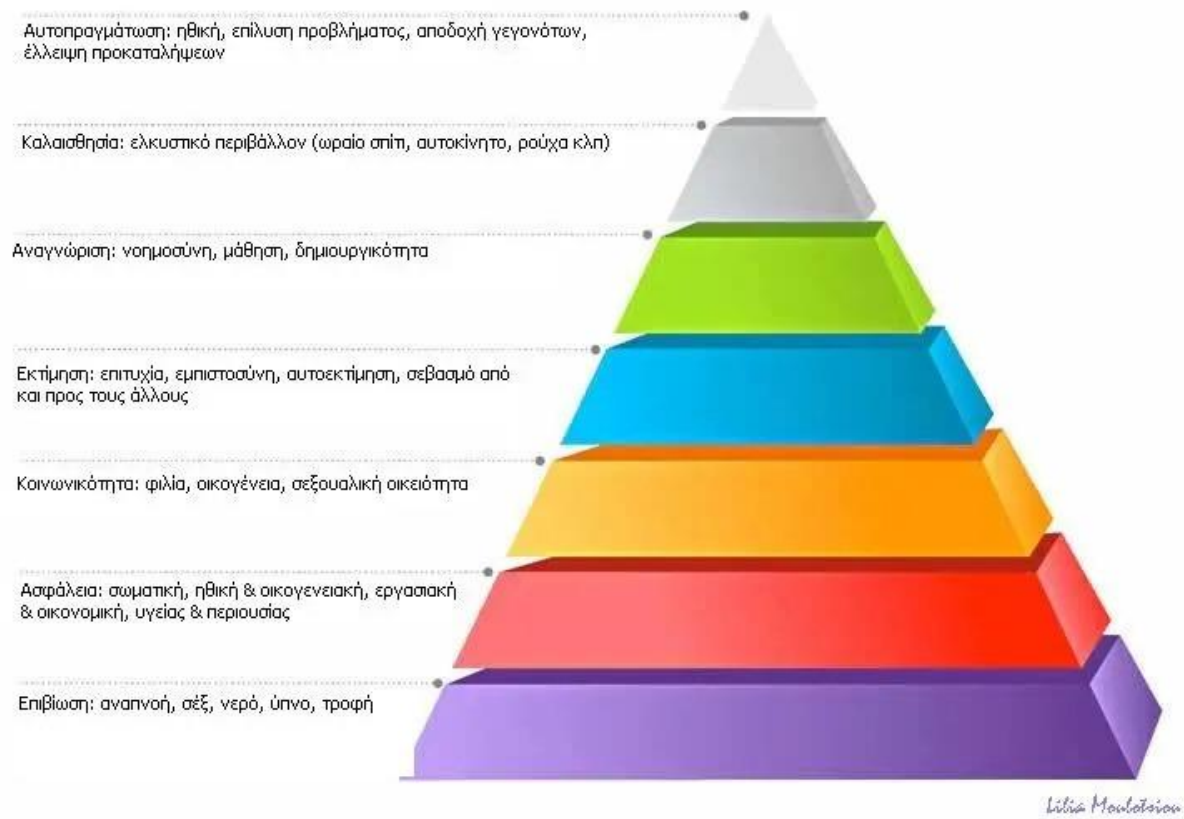 Αυτοπραγμάτωση: ηθική, επίλυση προβλήματος, αποδοχή γεγονότων,
έλλειψη προκαταλήψεων
Καλαισθησία: ελκυστικό περιβάλλον (ωραίο σπίτι, αυτοκίνητο, ρούχα κλπ)
Αναγνώριση: νοημοσύνη, μάθηση, δημιουργικότητα
Εκτίμηση: επιτυχία, εμπιστοσύνη, αυτοεκτίμηση, σεβασμό από
και προς τους άλλους
Κοινωνικότητα: φιλία, οικογένεια, σεξουαλική οικειότητα
Ασφάλεια: σωματική, ηθική & οικογενειακή, εργασιακή
& οικονομική, υγείας & περιουσίας
Επιβίωση: αναπνοή, σέξ, νερό, ύπνο, τροφή
Lilia Moulotsiou